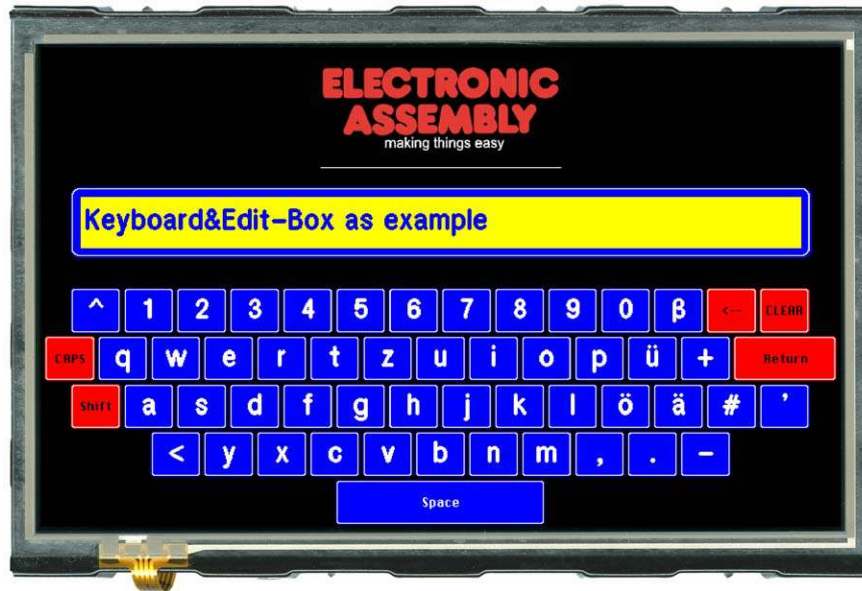 ELECTRONIC
ASSEMBLY
making things easy
Keyboard&Edit-Box as example
^ 1 2 3 4 5 6 7 8 9 0 β <-- CLEAR
CAPS q w e r t z u i o p ü + Return
Shift a s d f g h j k l ö ä # '
< y x c v b n m , . -
Space